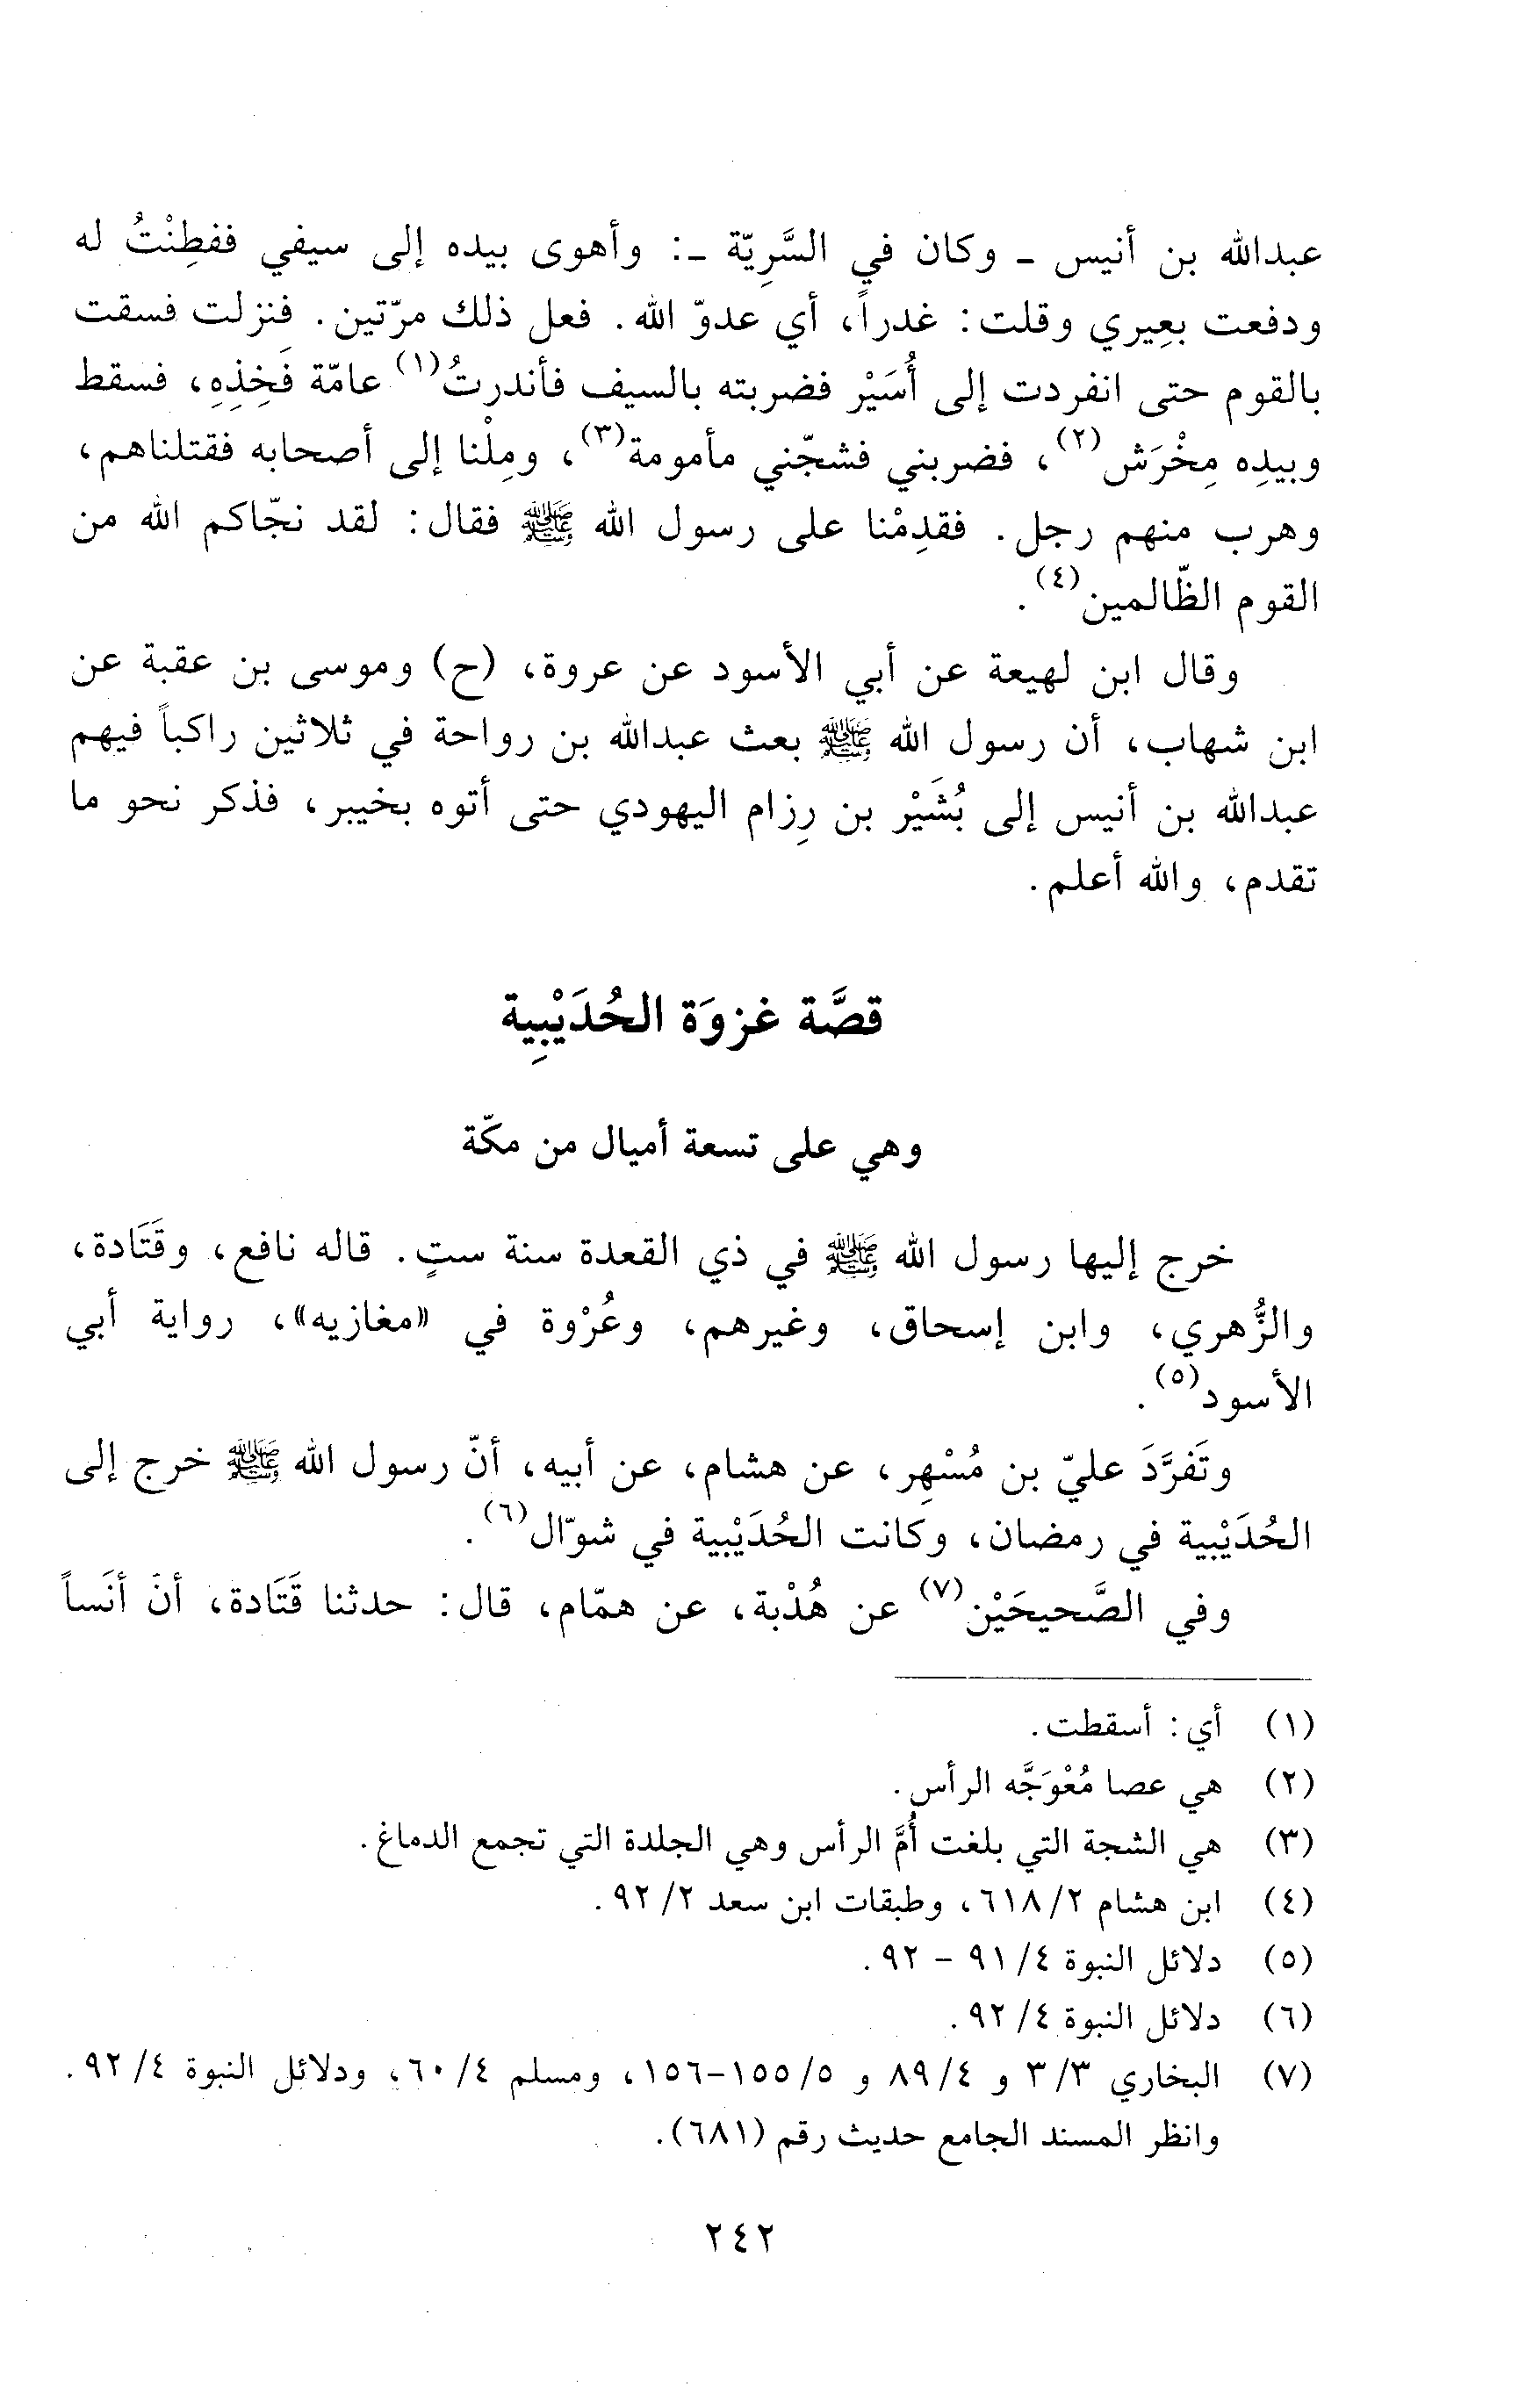 عبدالله بن أنيس - وكان في السَّرِيّة -: وأهوى بيده إلى سيفي ففطِنْتُ له
ودفعت بعِيري وقلت: غدراً، أي عدوّ الله. فعل ذلك مرّتين. فنزلت فسقت
بالقوم حتى انفردت إلى أُسَيْر فضربته بالسيف فأندرتُ(١) عامّة فَخِذِهِ، فسقط
وبيدِه مِخْرَش(٢)، فضربني فشجّني مأمومة(٣)، ومِلْنا إلى أصحابه فقتلناهم،
وهرب منهم رجل. فقدِمْنا على رسول الله ﷺ فقال: لقد نجّاكم الله من
القوم الظّالمين(٤).
وقال ابن لهيعة عن أبي الأسود عن عروة، (ح) وموسى بن عقبة عن
ابن شهاب، أن رسول الله ﷺ بعث عبدالله بن رواحة في ثلاثين راكباً فيهم
عبدالله بن أنيس إلى بُشَيْر بن رِزام اليهودي حتى أتوه بخيبر، فذكر نحو ما
تقدم، والله أعلم.
قصَّة غزوَة الحُدَيْبِية
وهي على تسعة أميال من مكّة
خرج إليها رسول الله ﷺ في ذي القعدة سنة ستٍ. قاله نافع، وقَتَادة،
والزُّهري، وابن إسحاق، وغيرهم، وعُرْوة في «مغازيه»، رواية أبي
الأسود(٥).
وتَفرَّدَ عليّ بن مُسْهِر، عن هشام، عن أبيه، أنّ رسول الله ﷺ خرج إلى
الحُدَيْبية في رمضان، وكانت الحُدَيْبية في شوّال(٦).
وفي الصَّحيحَيْن(٧) عن هُدْبة، عن همّام، قال: حدثنا قَتَادة، أنّ أنَساً
(١) أي: أسقطت.
(٢) هي عصا مُعْوَجَّه الرأس.
(٣) هي الشجة التي بلغت أُمَّ الرأس وهي الجلدة التي تجمع الدماغ.
(٤) ابن هشام ٦١٨/٢، وطبقات ابن سعد ٩٢/٢.
(٥) دلائل النبوة ٩١/٤ - ٩٢.
(٦) دلائل النبوة ٩٢/٤.
(٧) البخاري ٣/٣ و ٨٩/٤ و ١٥٥/٥-١٥٦، ومسلم ٦٠/٤، ودلائل النبوة ٩٢/٤.
وانظر المسند الجامع حديث رقم (٦٨١).
٢٤٢